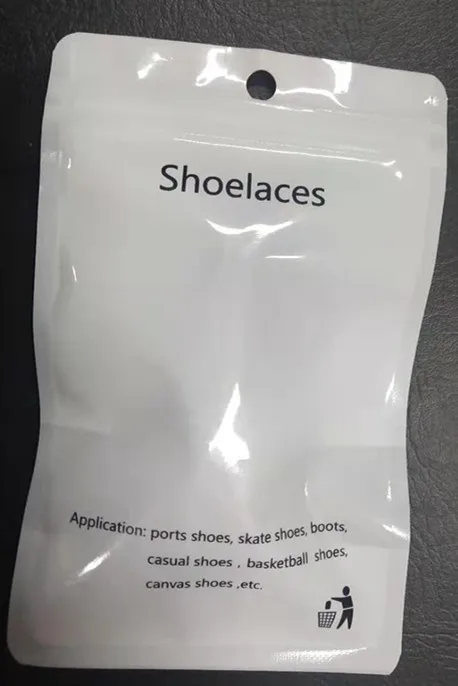 Shoelaces
Application: ports shoes, skate shoes, boots,
casual shoes , basketball shoes,
canvas shoes ,etc.